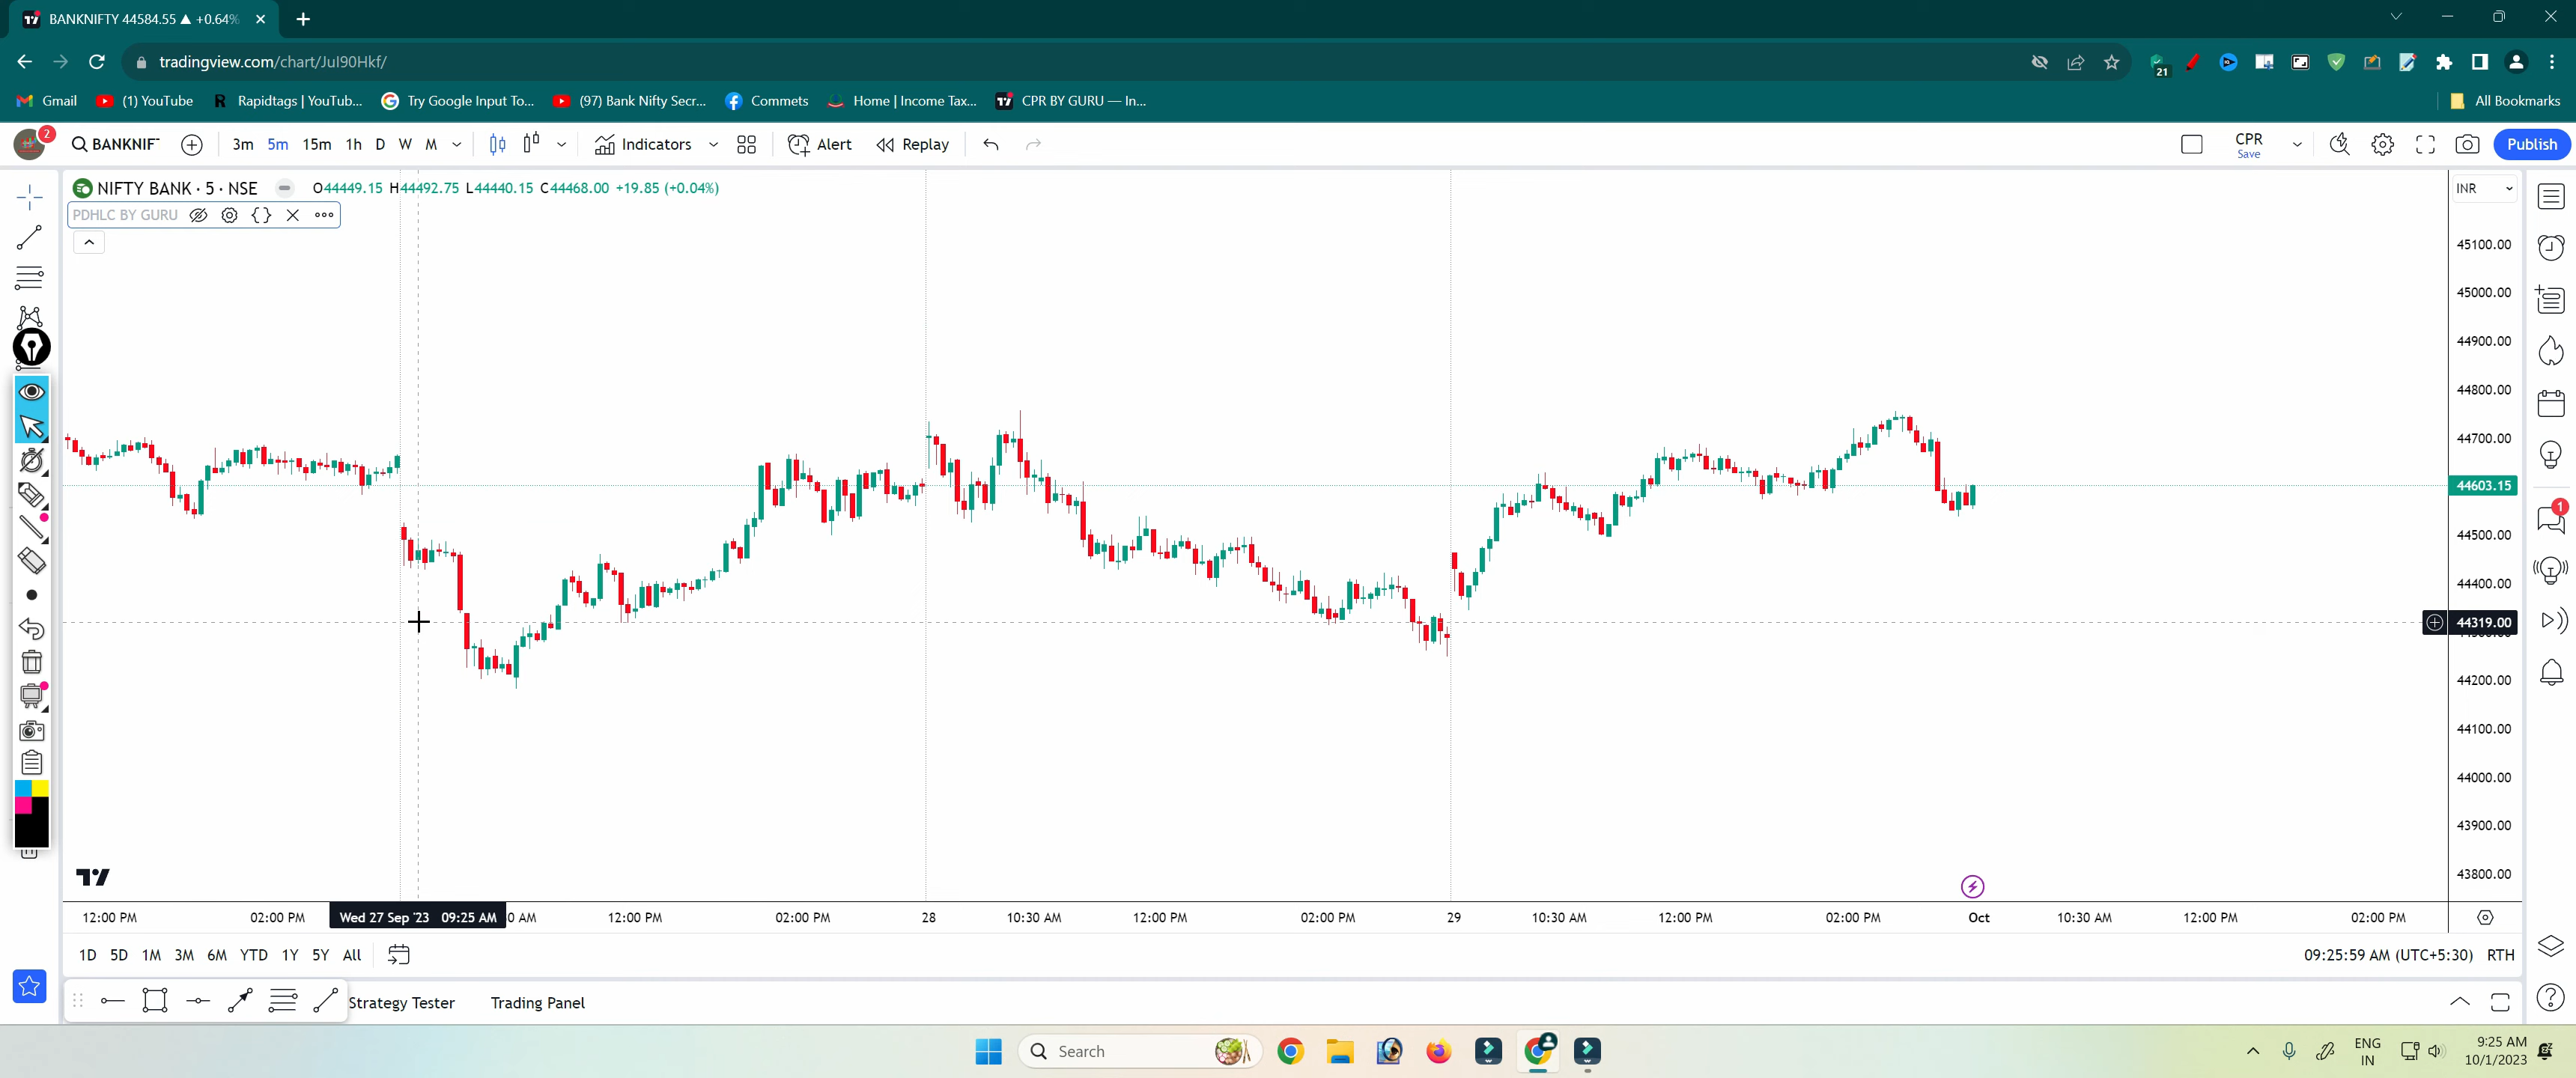 BANKNIFTY 44584.55 ▲ +0.64%
tradingview.com/chart/JuI90Hkf/
21
Gmail (1) YouTube Rapidtags | YouTub... Try Google Input To... (97) Bank Nifty Secr... Commets Home | Income Tax... CPR BY GURU — In... All Bookmarks
2 BANKNIF 3m 5m 15m 1h D W M Indicators Alert Replay CPR Save Publish
NIFTY BANK · 5 · NSE O44449.15 H44492.75 L44440.15 C44468.00 +19.85 (+0.04%) INR
PDHLC BY GURU
45100.00
45000.00
44900.00
44800.00
44700.00
44603.15
1
44500.00
44400.00
44319.00
44200.00
44100.00
44000.00
43900.00
43800.00
12:00 PM 02:00 PM Wed 27 Sep '23 09:25 AM 0 AM 12:00 PM 02:00 PM 28 10:30 AM 12:00 PM 02:00 PM 29 10:30 AM 12:00 PM 02:00 PM Oct 10:30 AM 12:00 PM 02:00 PM
1D 5D 1M 3M 6M YTD 1Y 5Y All 09:25:59 AM (UTC+5:30) RTH
Strategy Tester Trading Panel
Search
ENG
IN
9:25 AM
10/1/2023